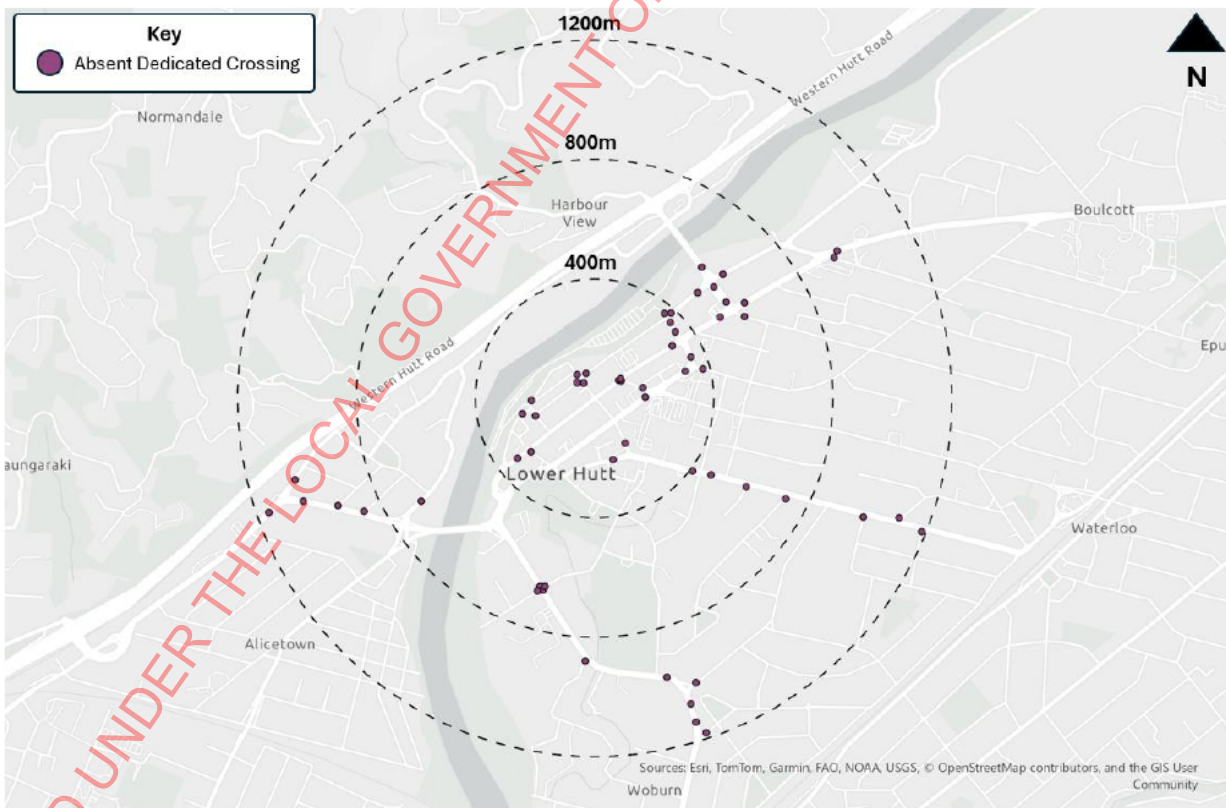 Key
Absent Dedicated Crossing
1200m
Western Hutt Road
N
Normandale
800m
Harbour
View
Boulcott
400m
Epu
Western Hutt Road
aungaraki
Lower Hutt
Waterloo
Alicetown
Sources: Esri, TomTom, Garmin, FAO, NOAA, USGS, © OpenStreetMap contributors, and the GIS User
Community
Woburn
D UNDER THE LOCAL GOVERNMENT O